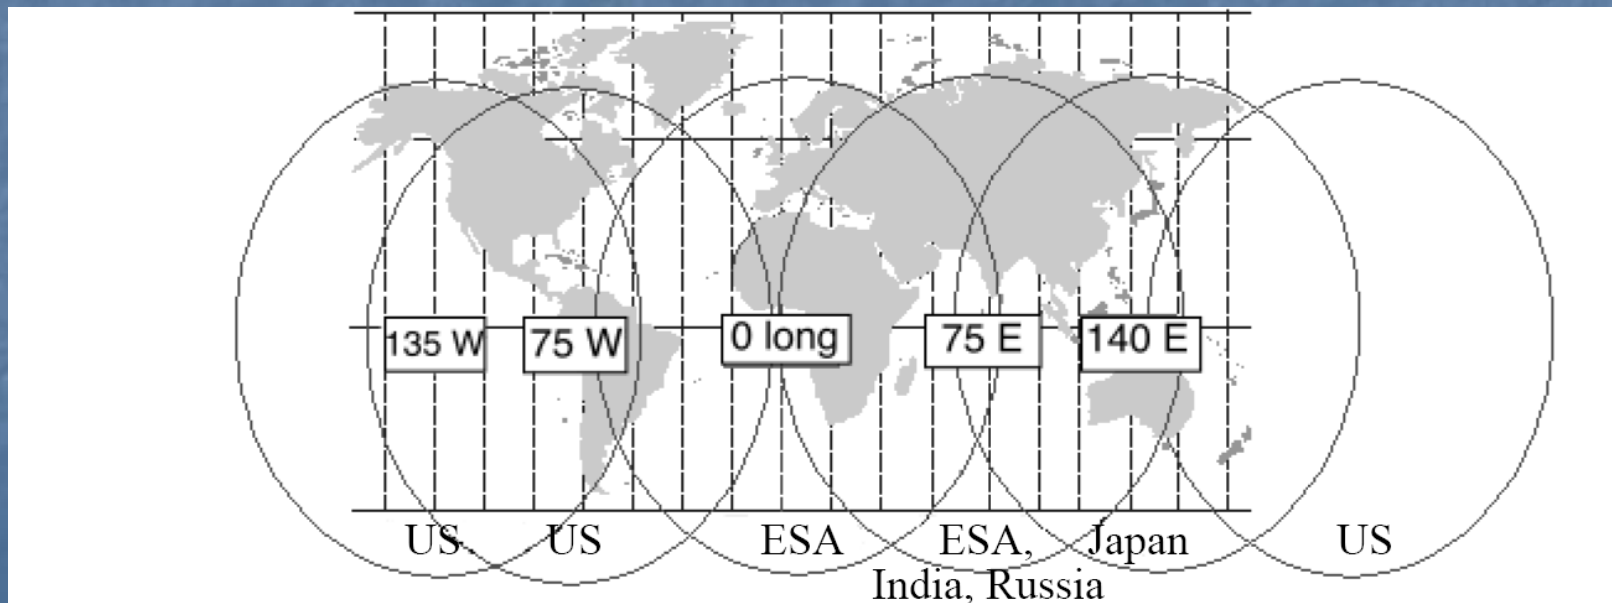 135 W 75 W 0 long 75 E 140 E
US US ESA ESA, Japan US
India, Russia